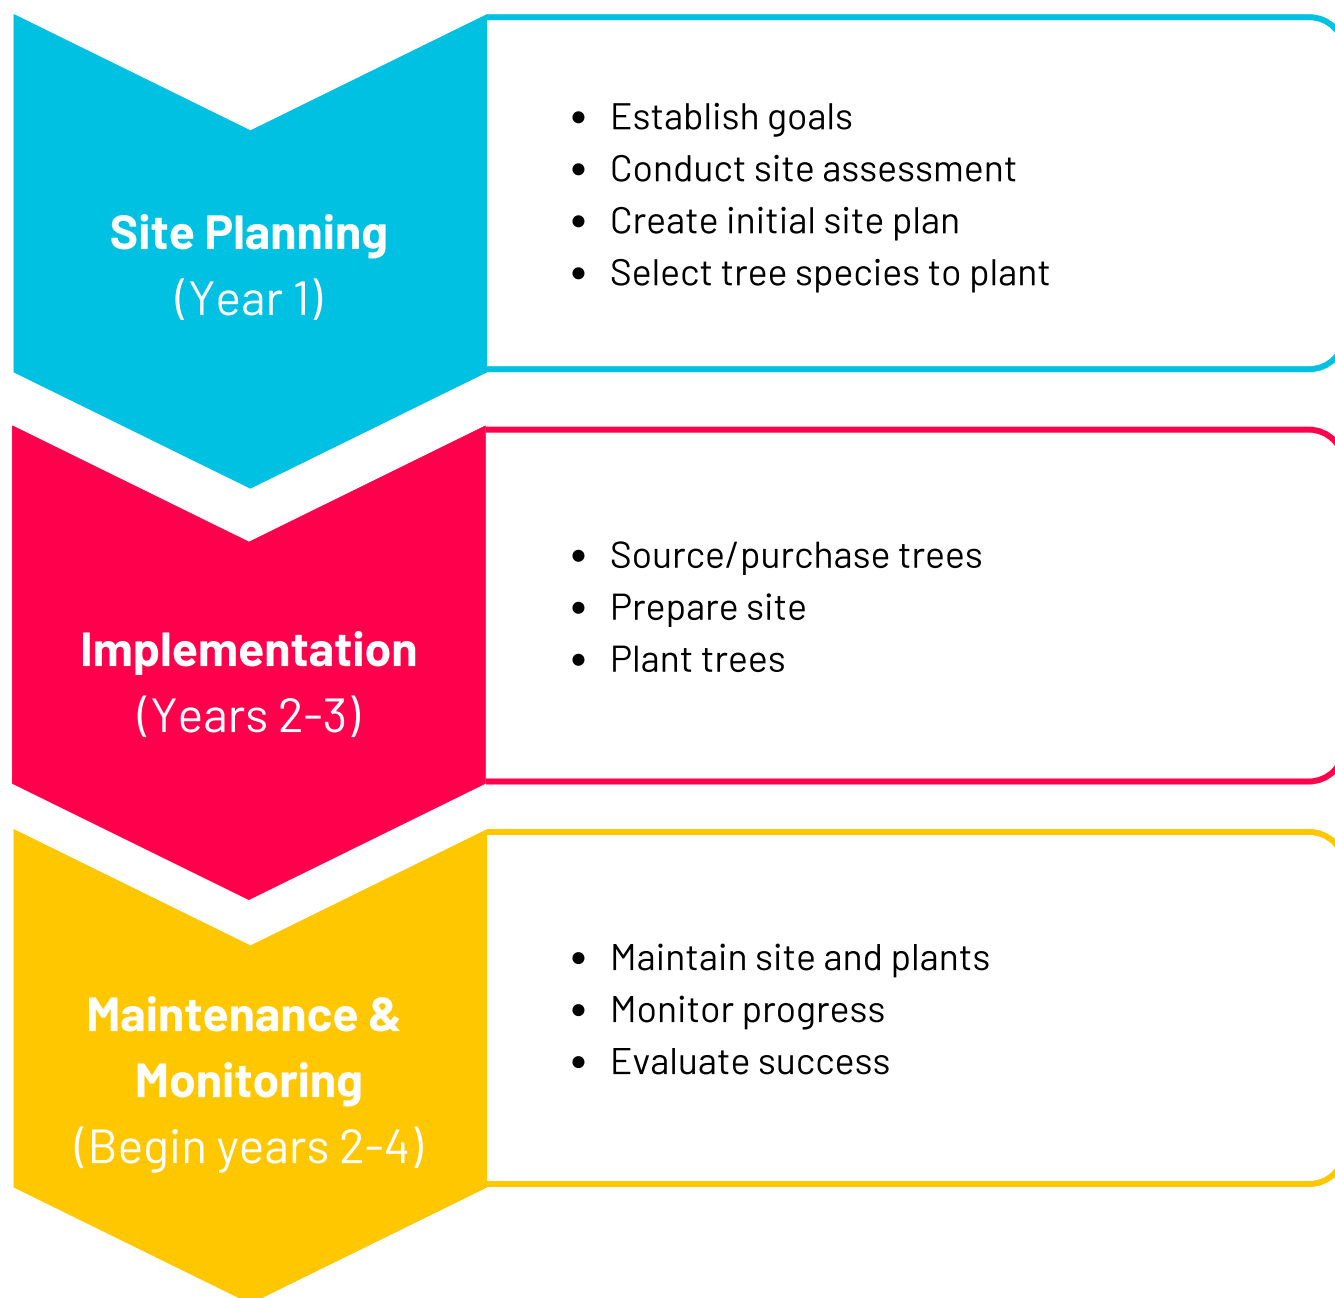 Site Planning
(Year 1)
• Establish goals
• Conduct site assessment
• Create initial site plan
• Select tree species to plant
Implementation
(Years 2-3)
• Source/purchase trees
• Prepare site
• Plant trees
Maintenance &
Monitoring
(Begin years 2-4)
• Maintain site and plants
• Monitor progress
• Evaluate success